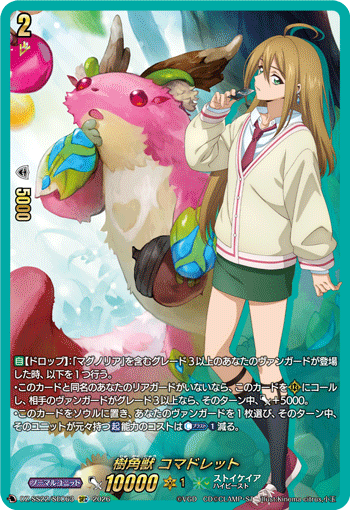 2
5000
自【ドロップ】:「マグノリア」を含むグレード3以上のあなたのヴァンガードが登場
した時、以下を1つ行う。
・このカードと同名のあなたのリアガードがいないなら、このカードを Rにコール
し、相手のヴァンガードがグレード3以上なら、そのターン中、+5000。
・このカードをソウルに置き、あなたのヴァンガードを1枚選び、そのターン中、
そのユニットが元々持つ起能力のコストは ブラスト 1 減る。
樹角獣 コマドレット
ノーマルユニット
10000
1
ストイケイア
ハイビースト
2026